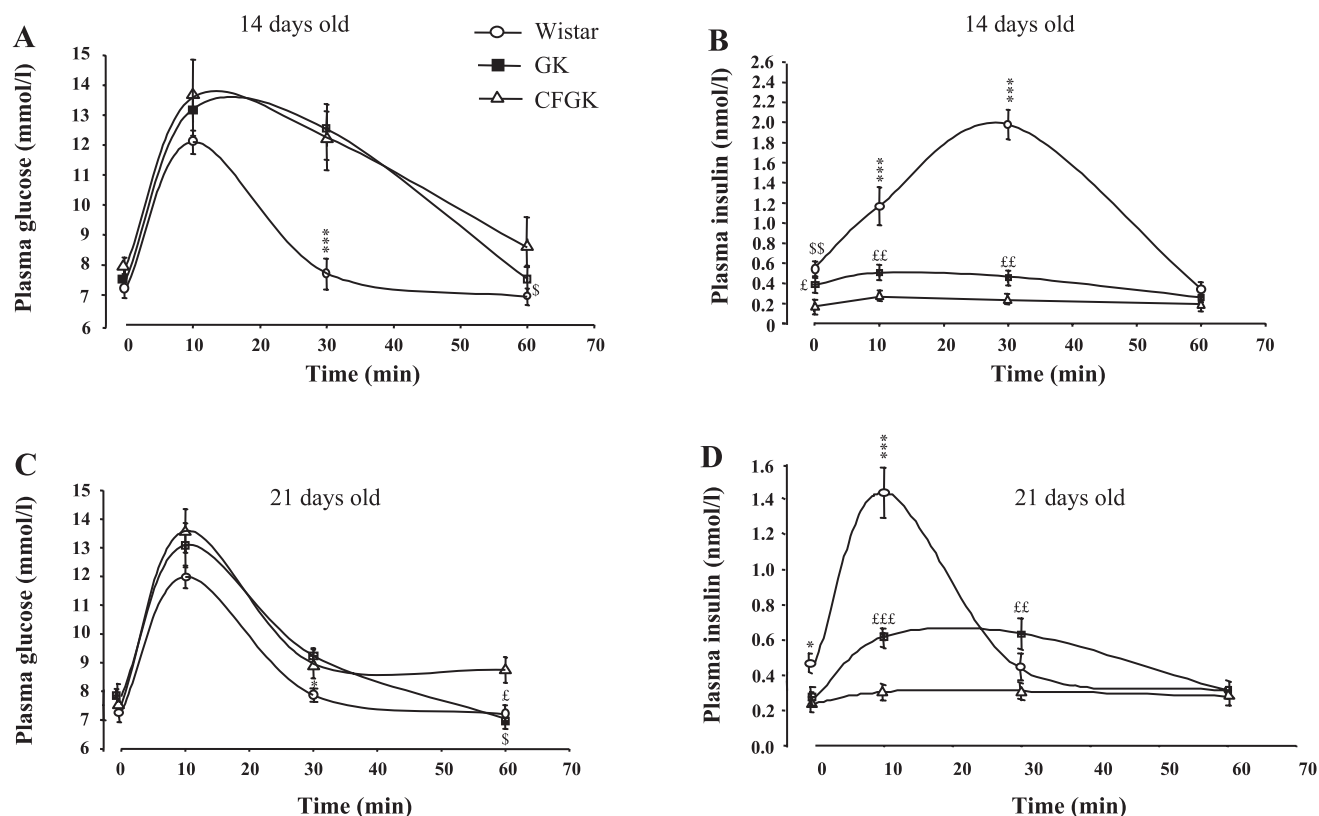 A
14 days old
Wistar
GK
CFGK
Plasma glucose (mmol/l)
15
14
13
12
11
10
9
8
7
6
***
$
0 10 20 30 40 50 60 70
Time (min)
B
14 days old
Plasma insulin (nmol/l)
2.6
2.4
2.2
2.0
1.8
1.6
1.4
1.2
1.0
0.8
0.6
0.4
0.2
0
$$
£
***
££
***
££
0 10 20 30 40 50 60 70
Time (min)
C
21 days old
Plasma glucose (mmol/l)
15
14
13
12
11
10
9
8
7
6
*
£
$
0 10 20 30 40 50 60 70
Time (min)
D
21 days old
Plasma insulin (nmol/l)
1.6
1.4
1.2
1.0
0.8
0.6
0.4
0.2
0.0
*
***
£££
££
0 10 20 30 40 50 60 70
Time (min)